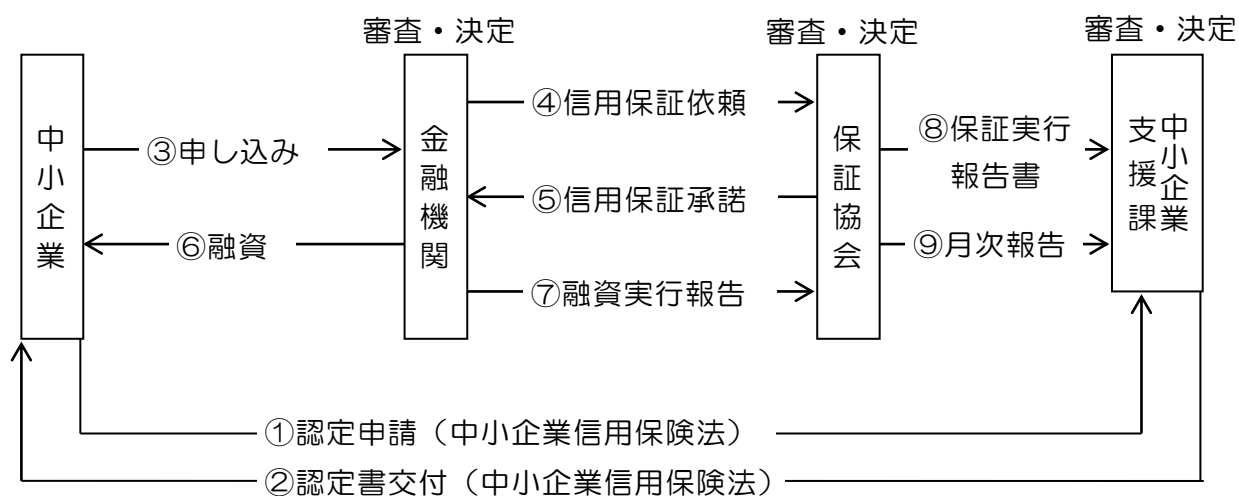 審査・決定
審査・決定
審査・決定
中小企業
金融機関
保証協会
中小企業
支援課
③申し込み
④信用保証依頼
⑤信用保証承諾
⑥融資
⑦融資実行報告
⑧保証実行
報告書
⑨月次報告
①認定申請（中小企業信用保険法）
②認定書交付（中小企業信用保険法）